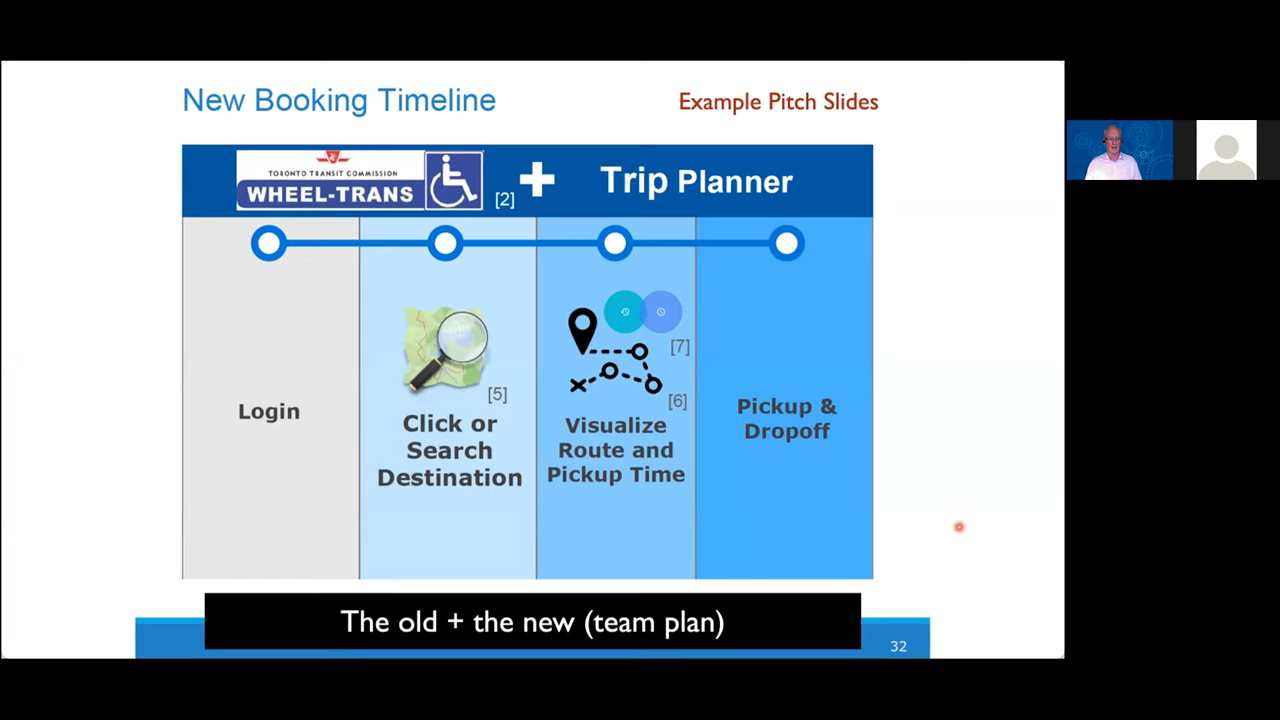 New Booking Timeline
Example Pitch Slides
TORONTO TRANSIT COMMISSION
WHEEL-TRANS
[2]
Trip Planner
[7]
[5]
[6]
Login
Click or
Search
Destination
Visualize
Route and
Pickup Time
Pickup &
Dropoff
The old + the new (team plan)
32